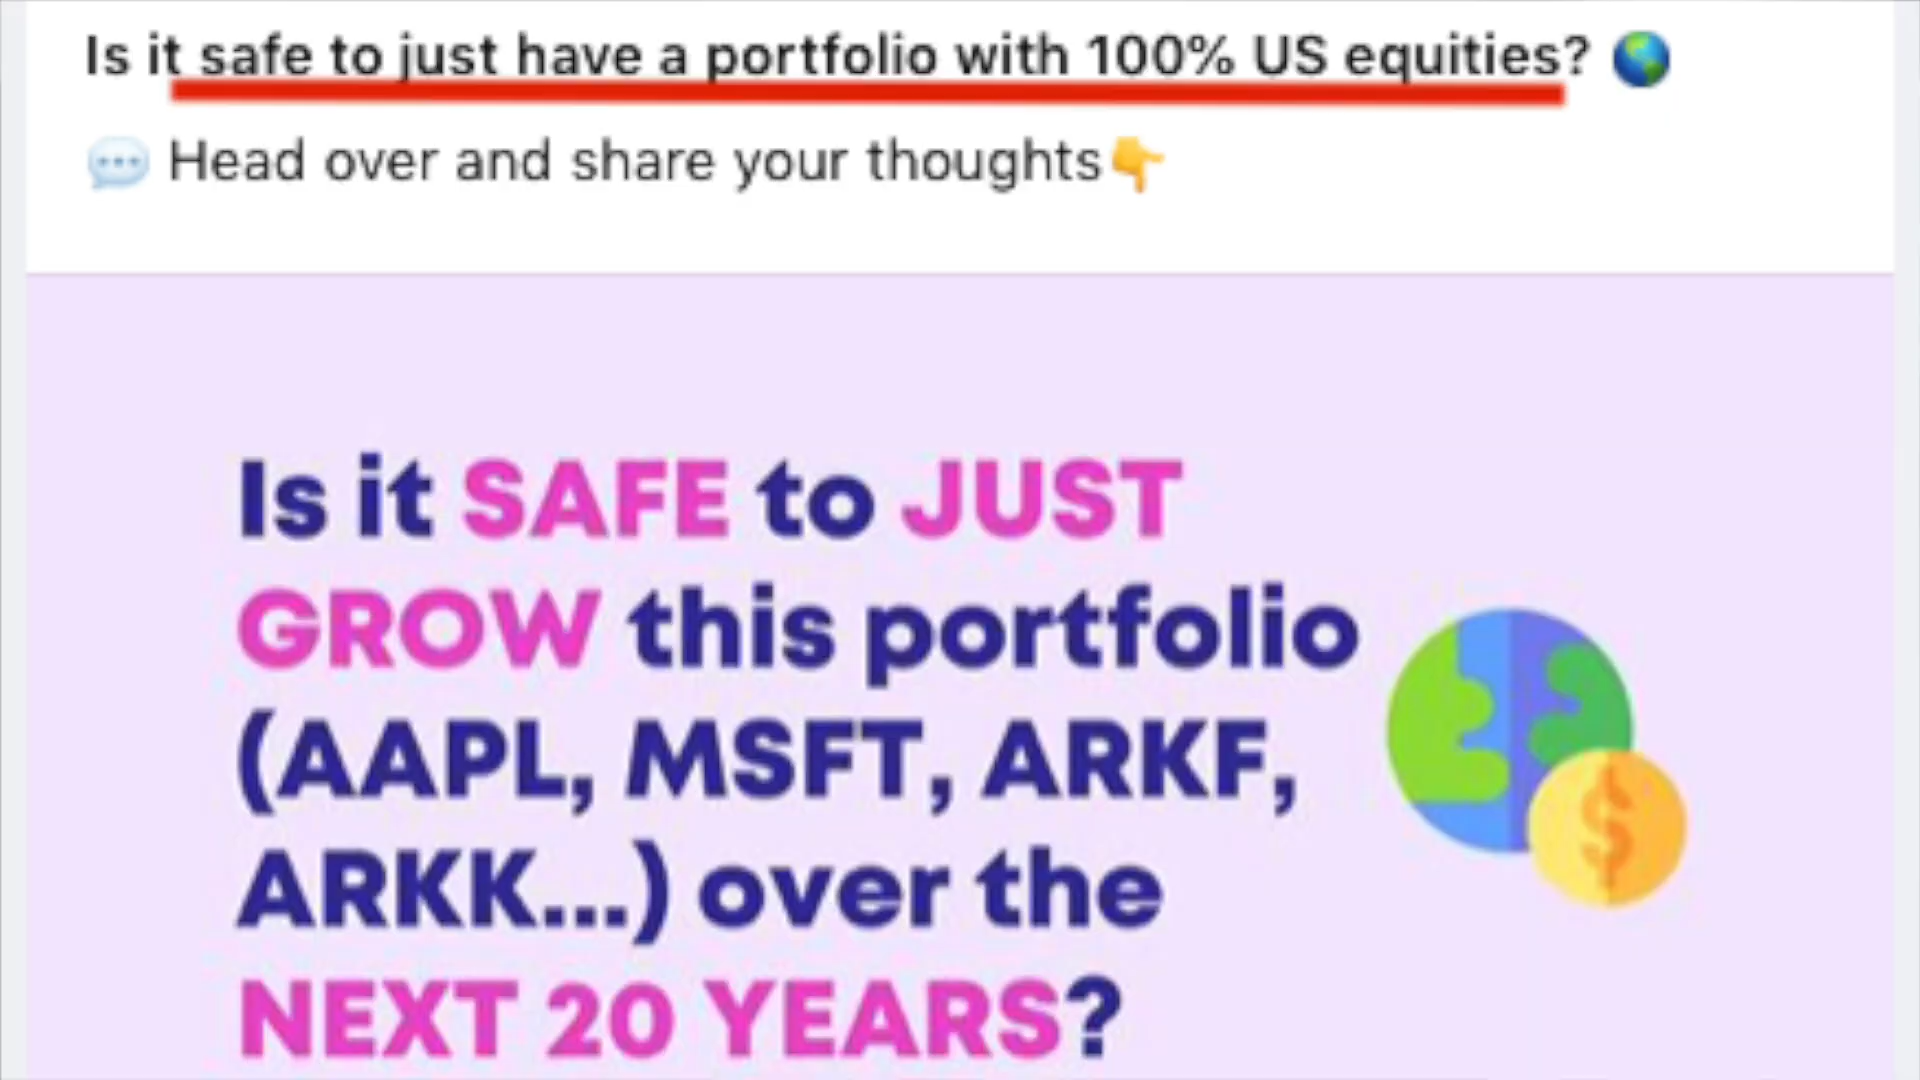 Is it safe to just have a portfolio with 100% US equities? 🌎
💬 Head over and share your thoughts👇
Is it SAFE to JUST
GROW this portfolio
(AAPL, MSFT, ARKF,
ARKK...) over the
NEXT 20 YEARS?
$